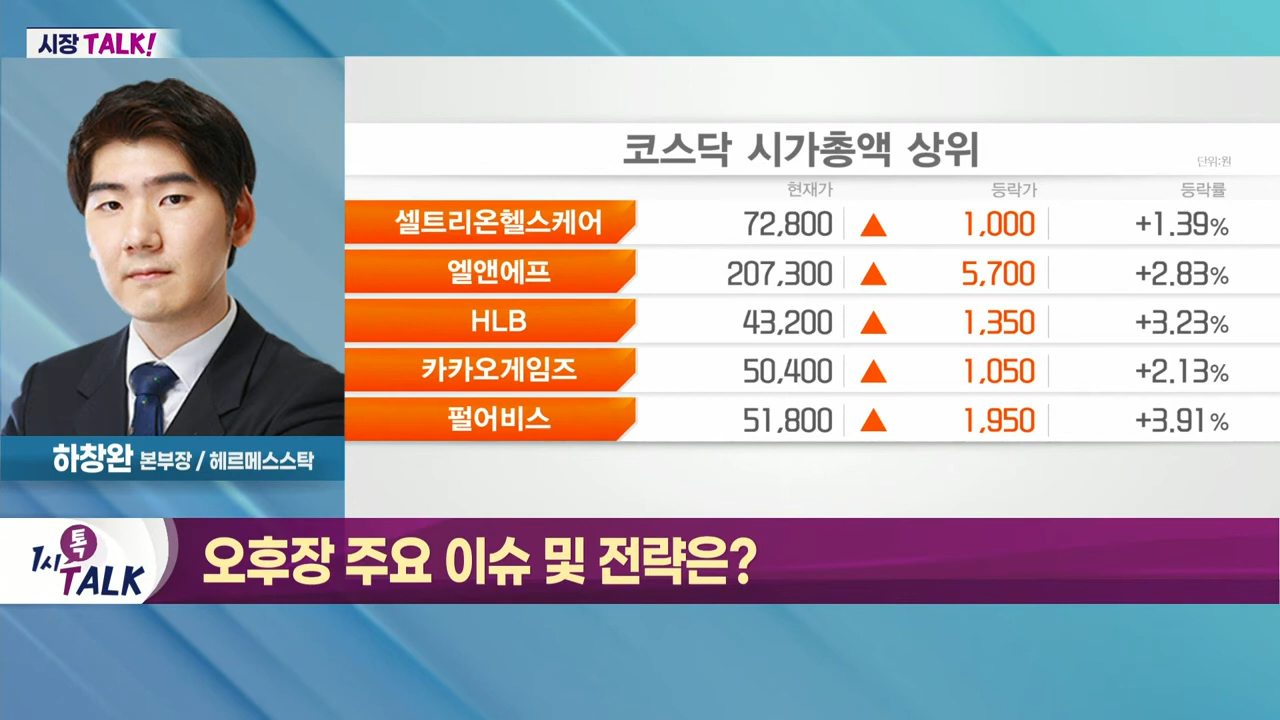 시장 TALK!
코스닥 시가총액 상위
단위:원
현재가 등락가 등락률
셀트리온헬스케어 72,800 ▲ 1,000 +1.39%
엘앤에프 207,300 ▲ 5,700 +2.83%
HLB 43,200 ▲ 1,350 +3.23%
카카오게임즈 50,400 ▲ 1,050 +2.13%
펄어비스 51,800 ▲ 1,950 +3.91%
하창완 본부장 / 헤르메스스탁
1시 톡 TALK
오후장 주요 이슈 및 전략은?